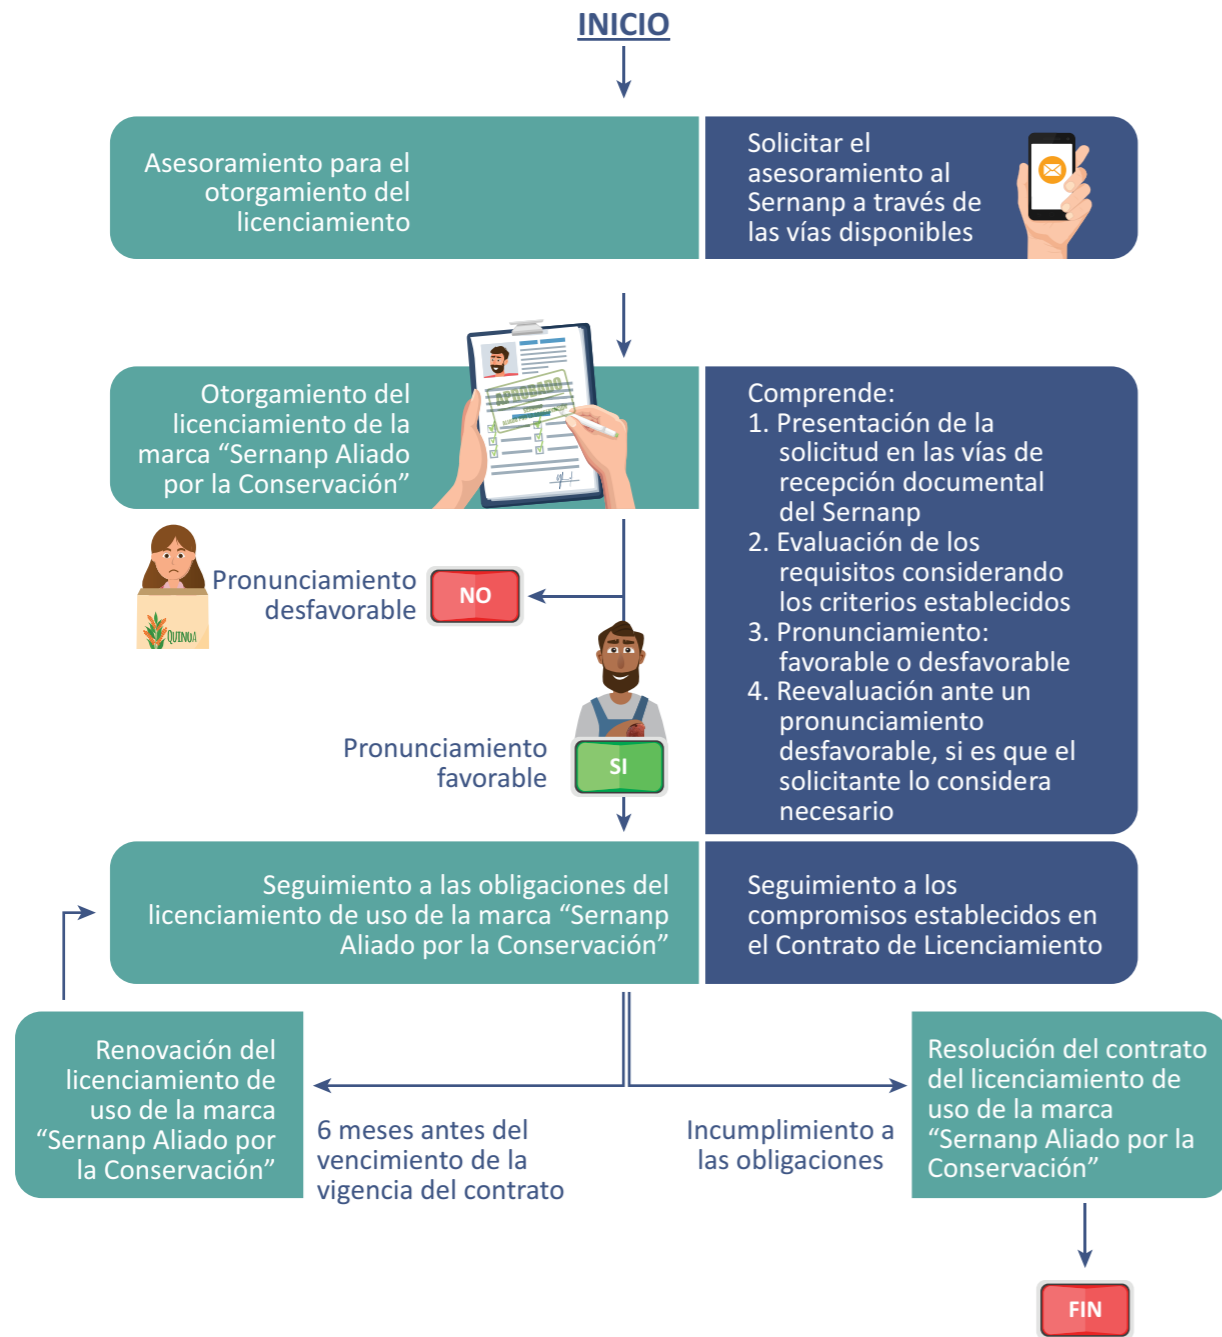 INICIO
Asesoramiento para el
otorgamiento del
licenciamiento
Solicitar el
asesoramiento al
Sernanp a través de
las vías disponibles
Otorgamiento del
licenciamiento de la
marca “Sernanp Aliado
por la Conservación”
APROBADO
Comprende:
1. Presentación de la
solicitud en las vías de
recepción documental
del Sernanp
2. Evaluación de los
requisitos considerando
los criterios establecidos
3. Pronunciamiento:
favorable o desfavorable
4. Reevaluación ante un
pronunciamiento
desfavorable, si es que el
solicitante lo considera
necesario
QUINUA
Pronunciamiento
desfavorable
NO
Pronunciamiento
favorable
SI
Seguimiento a las obligaciones del
licenciamiento de uso de la marca “Sernanp
Aliado por la Conservación”
Seguimiento a los
compromisos establecidos en
el Contrato de Licenciamiento
Renovación del
licenciamiento de
uso de la marca
“Sernanp Aliado por
la Conservación”
6 meses antes del
vencimiento de la
vigencia del contrato
Incumplimiento a
las obligaciones
Resolución del contrato
del licenciamiento de
uso de la marca
“Sernanp Aliado por la
Conservación”
FIN